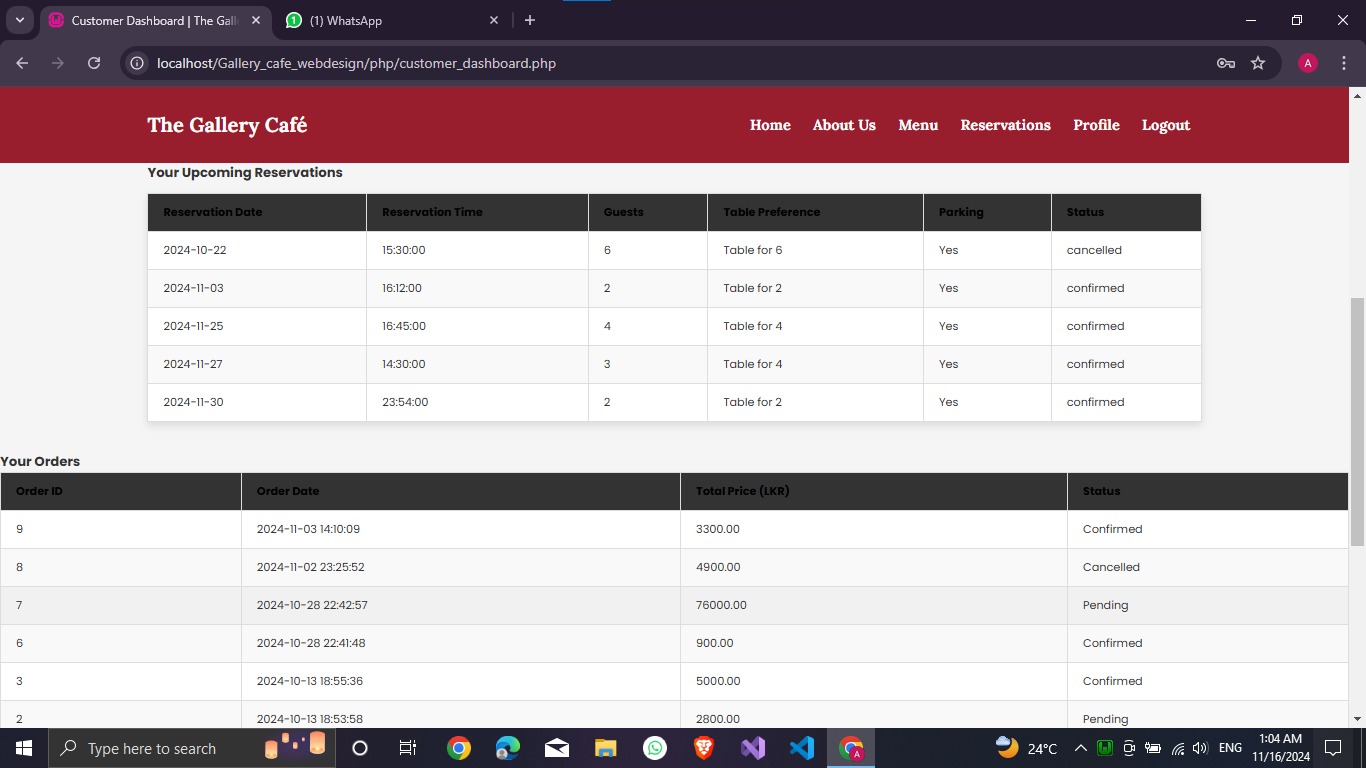 Customer Dashboard | The Gall
(1) WhatsApp
localhost/Gallery_cafe_webdesign/php/customer_dashboard.php
A
The Gallery Café
Home About Us Menu Reservations Profile Logout
Your Upcoming Reservations
Reservation Date Reservation Time Guests Table Preference Parking Status
2024-10-22 15:30:00 6 Table for 6 Yes cancelled
2024-11-03 16:12:00 2 Table for 2 Yes confirmed
2024-11-25 16:45:00 4 Table for 4 Yes confirmed
2024-11-27 14:30:00 3 Table for 4 Yes confirmed
2024-11-30 23:54:00 2 Table for 2 Yes confirmed
Your Orders
Order ID Order Date Total Price (LKR) Status
9 2024-11-03 14:10:09 3300.00 Confirmed
8 2024-11-02 23:25:52 4900.00 Cancelled
7 2024-10-28 22:42:57 76000.00 Pending
6 2024-10-28 22:41:48 900.00 Confirmed
3 2024-10-13 18:55:36 5000.00 Confirmed
2 2024-10-13 18:53:58 2800.00 Pending
Type here to search
24°C
ENG
1:04 AM
11/16/2024